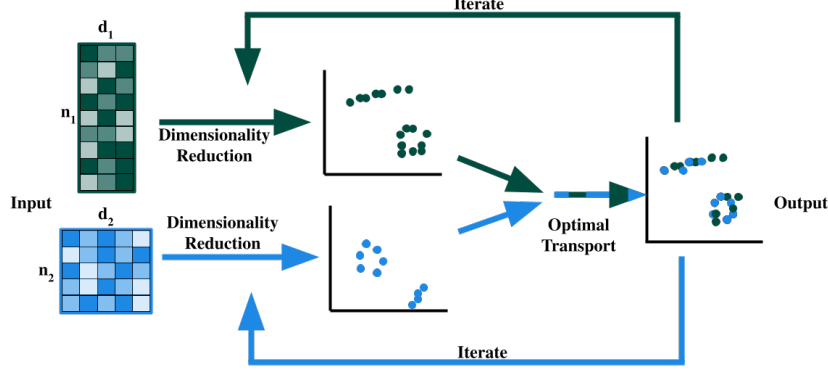 Iterate
d1
n1
Dimensionality
Reduction
Input
d2
Dimensionality
Reduction
Optimal
Transport
Output
n2
Iterate